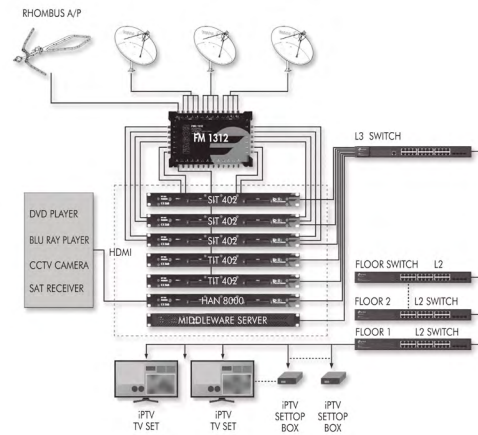 RHOMBUS A/P
FM 1312
L3 SWITCH
SIT 402
SIT 402
SIT 402
TIT 402
TIT 402
HAN 8000
MIDDLEWARE SERVER
DVD PLAYER
BLU RAY PLAYER
CCTV CAMERA
SAT RECEIVER
HDMI
FLOOR SWITCH L2
FLOOR 2 L2 SWITCH
FLOOR 1 L2 SWITCH
iPTV
TV SET
iPTV
TV SET
iPTV
SETTOP
BOX
iPTV
SETTOP
BOX